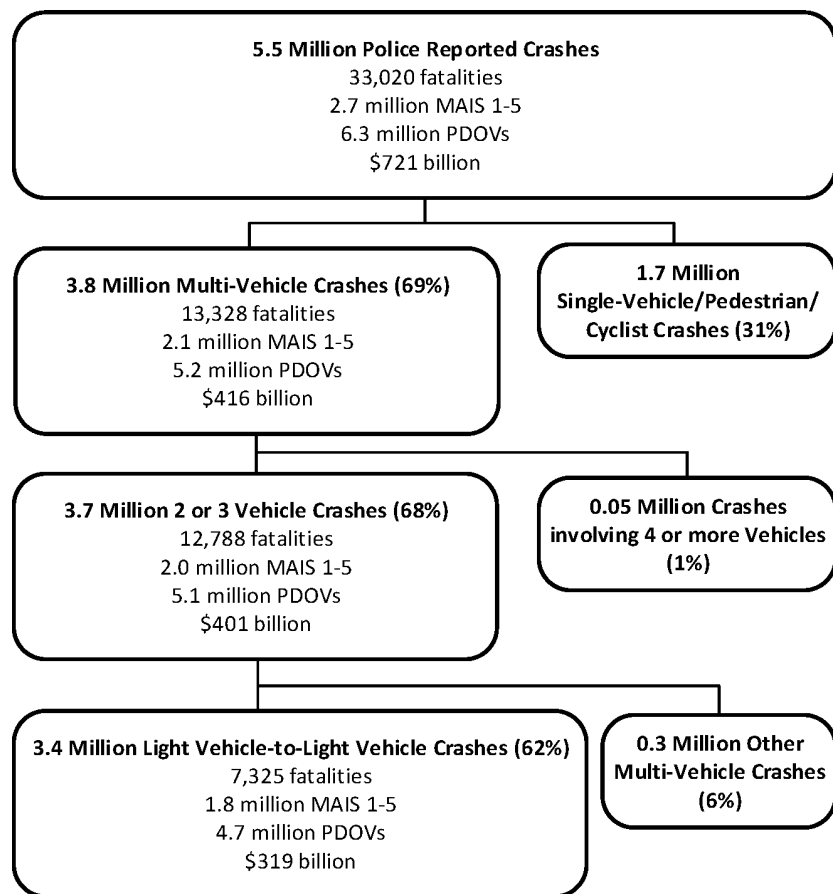 5.5 Million Police Reported Crashes
33,020 fatalities
2.7 million MAIS 1-5
6.3 million PDOVs
$721 billion
3.8 Million Multi-Vehicle Crashes (69%)
13,328 fatalities
2.1 million MAIS 1-5
5.2 million PDOVs
$416 billion
1.7 Million
Single-Vehicle/Pedestrian/
Cyclist Crashes (31%)
3.7 Million 2 or 3 Vehicle Crashes (68%)
12,788 fatalities
2.0 million MAIS 1-5
5.1 million PDOVs
$401 billion
0.05 Million Crashes
involving 4 or more Vehicles
(1%)
3.4 Million Light Vehicle-to-Light Vehicle Crashes (62%)
7,325 fatalities
1.8 million MAIS 1-5
4.7 million PDOVs
$319 billion
0.3 Million Other
Multi-Vehicle Crashes
(6%)